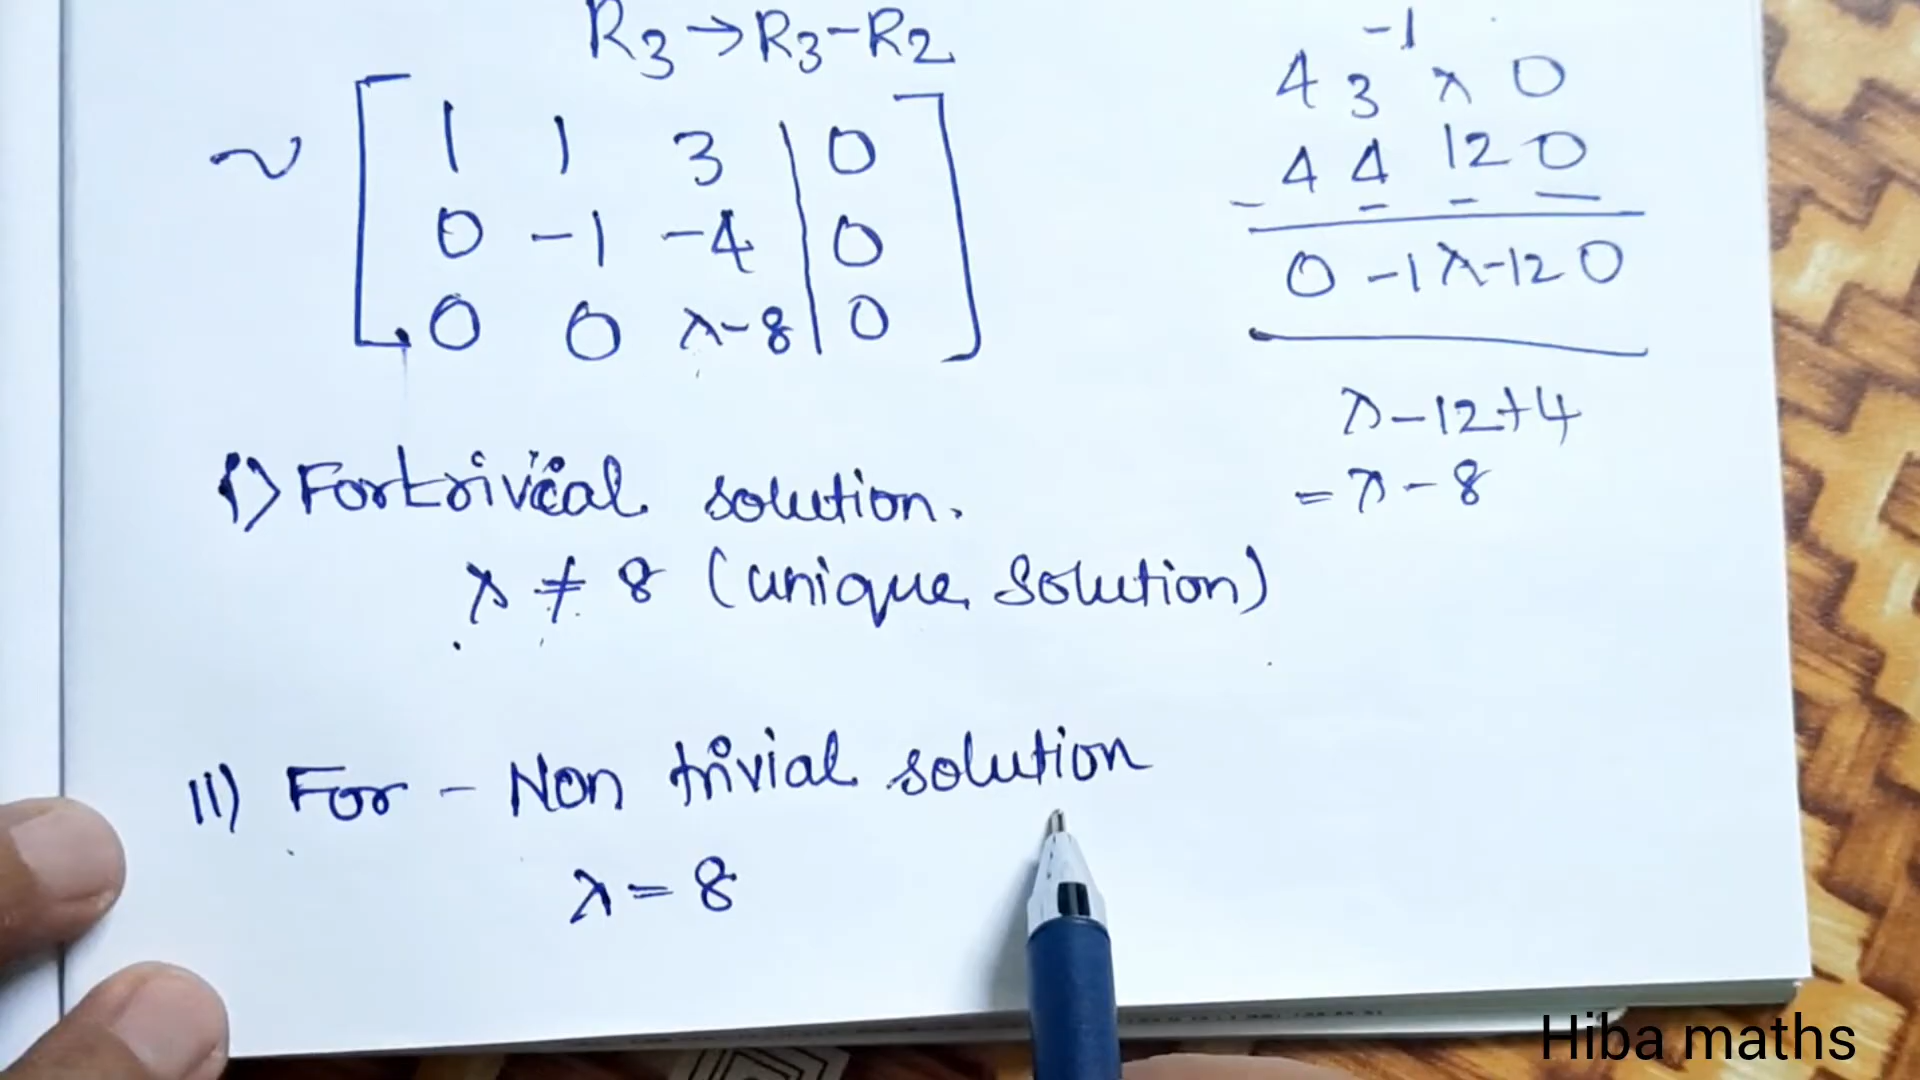 R3→R3-R2
~ [ 1 1 3 | 0 ]
0 -1 -4 | 0
0 0 λ-8 | 0
-1
4 3 λ 0
4 4 12 0
- - - -
0 -1 λ-12 0
λ-12+4
= λ-8
i) For trivial solution.
λ ≠ 8 (unique solution)
II) For - Non trivial solution
λ = 8
Hiba maths